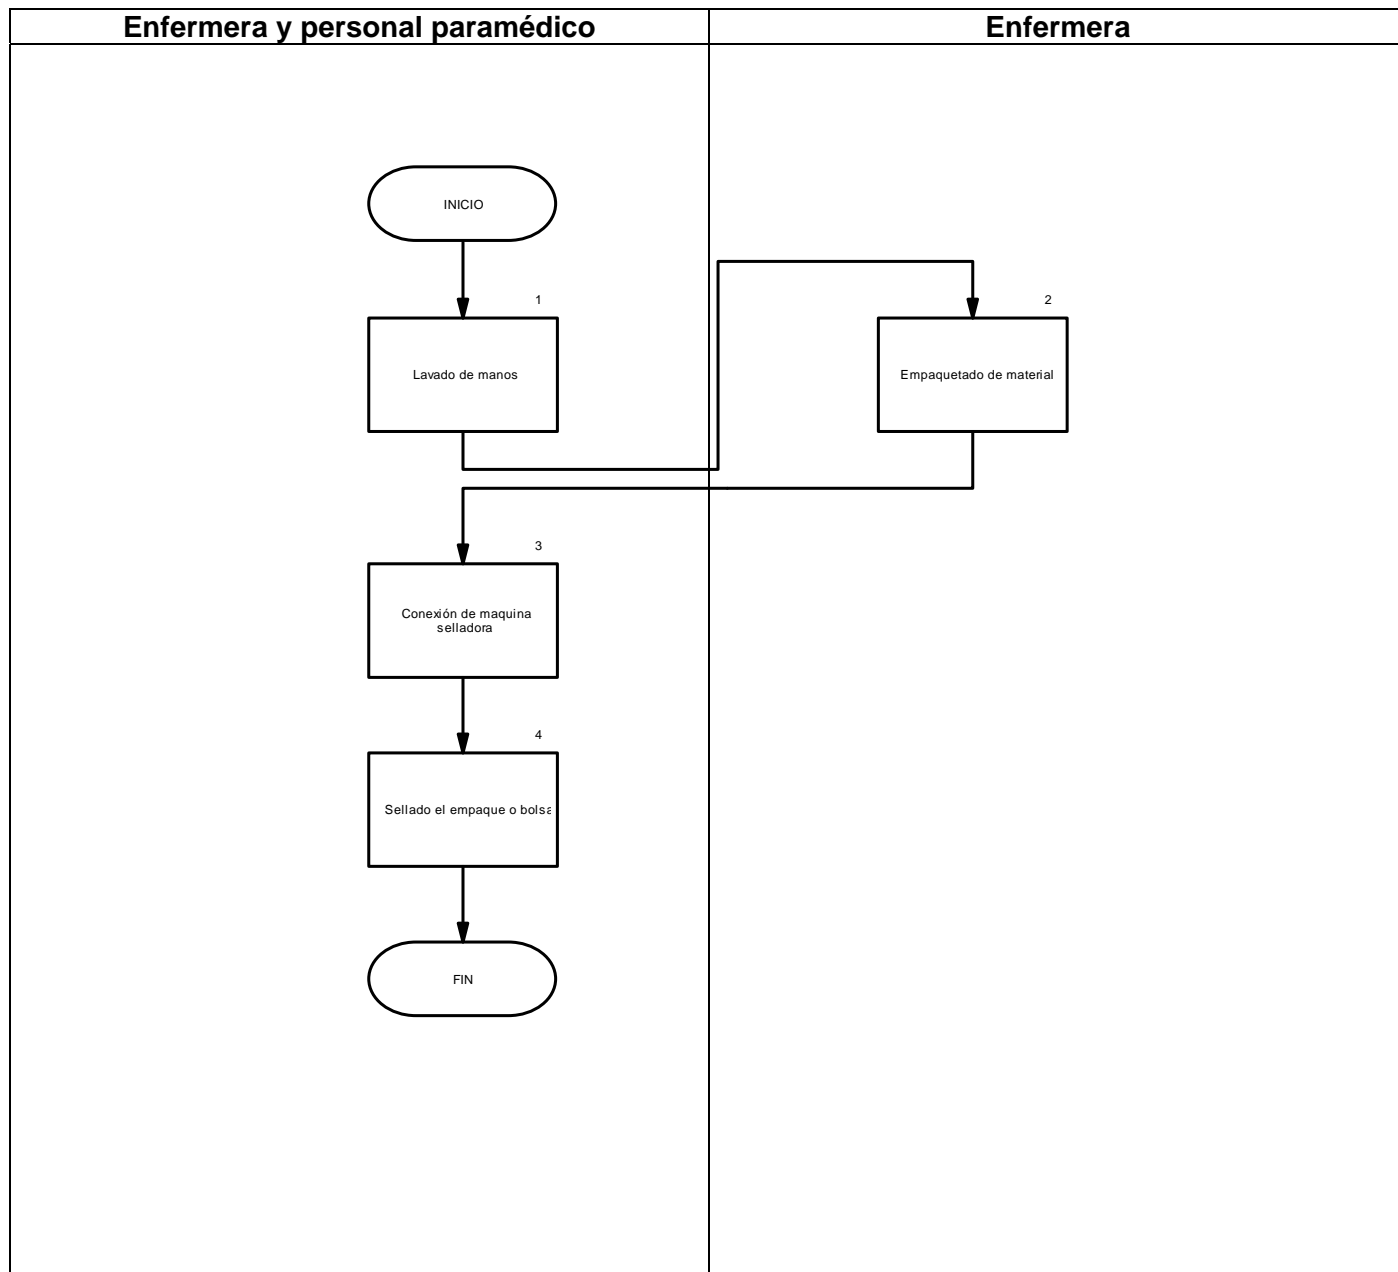 Enfermera y personal paramédico
Enfermera
INICIO
1
Lavado de manos
2
Empaquetado de material
3
Conexión de maquina
selladora
4
Sellado el empaque o bolsa
FIN